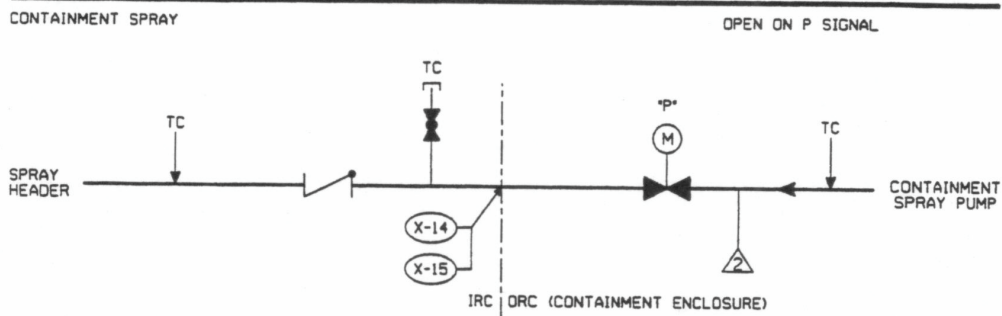 CONTAINMENT SPRAY
OPEN ON P SIGNAL
TC
"P"
TC
M
TC
SPRAY
HEADER
CONTAINMENT
SPRAY PUMP
X-14
X-15
2
IRC ORC (CONTAINMENT ENCLOSURE)